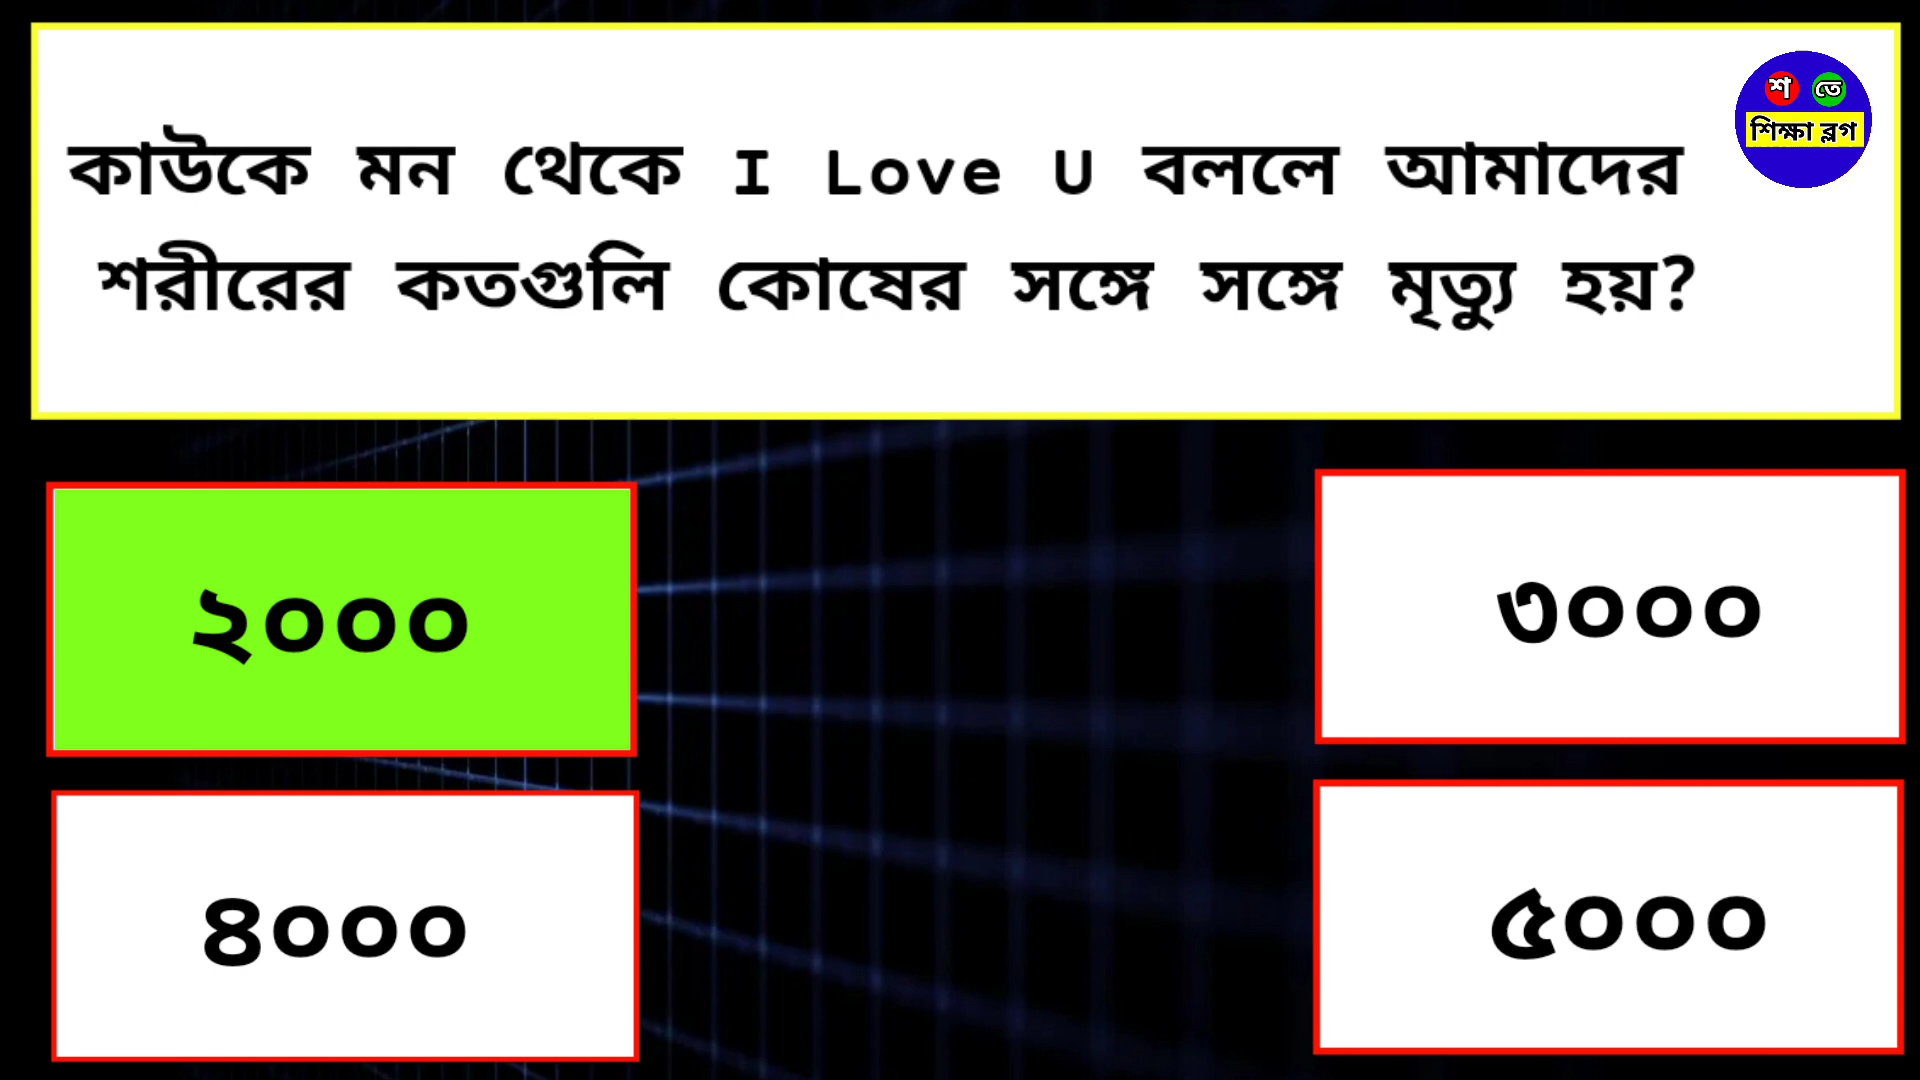 শ তে
শিক্ষা ব্লগ
কাউকে মন থেকে I Love U বললে আমাদের
শরীরের কতগুলি কোষের সঙ্গে সঙ্গে মৃত্যু হয়?
২০০০
৩০০০
৪০০০
৫০০০